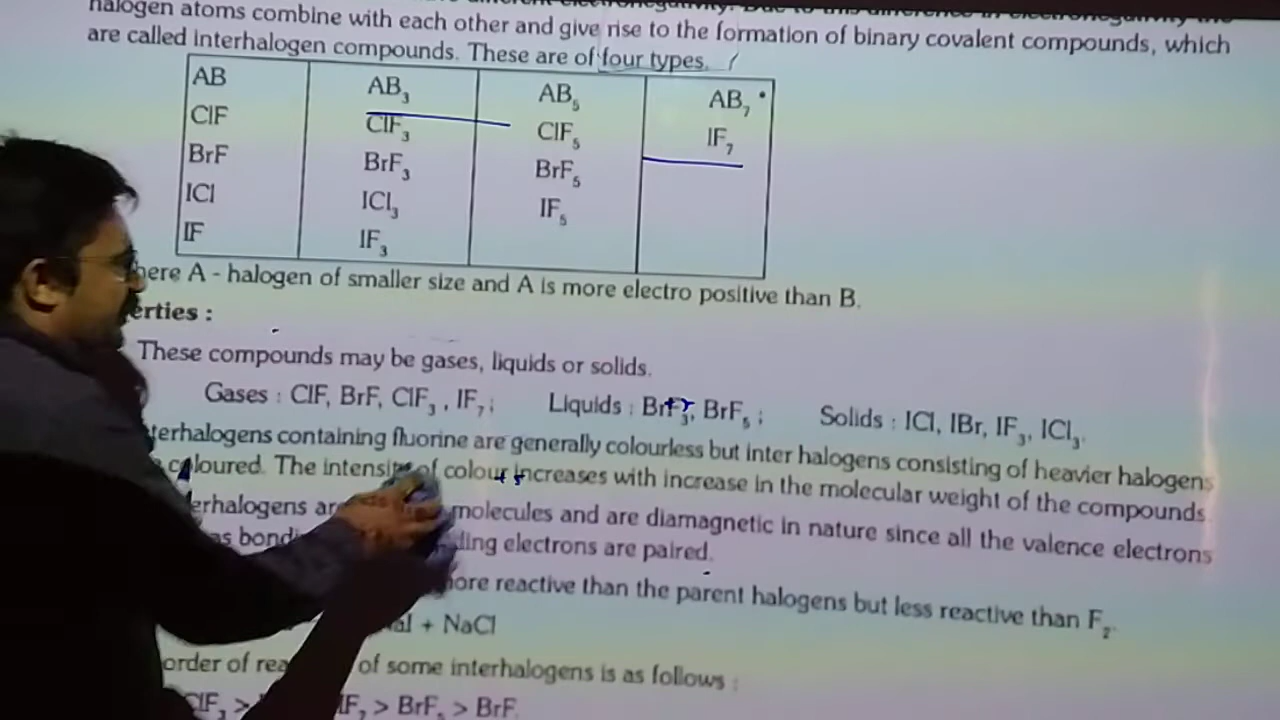 halogen atoms combine with each other and give rise to the formation of binary covalent compounds, which
are called interhalogen compounds. These are of four types.
AB AB₃ AB₅ AB₇
ClF ClF₃ ClF₅ IF₇
BrF BrF₃ BrF₅
ICl ICl₃ IF₅
IF IF₃
here A - halogen of smaller size and A is more electro positive than B.
erties :
These compounds may be gases, liquids or solids.
Gases : ClF, BrF, ClF₃ , IF₇ ; Liquids : BrF₃, BrF₅ ; Solids : ICl, IBr, IF₃, ICl₃.
terhalogens containing fluorine are generally colourless but inter halogens consisting of heavier halogens
coloured. The intensity of colour increases with increase in the molecular weight of the compounds.
erhalogens molecules and are diamagnetic in nature since all the valence electrons
as electrons are paired.
more reactive than the parent halogens but less reactive than F₂.
+ NaCl
order of of some interhalogens is as follows :
> > BrF₅ > BrF.